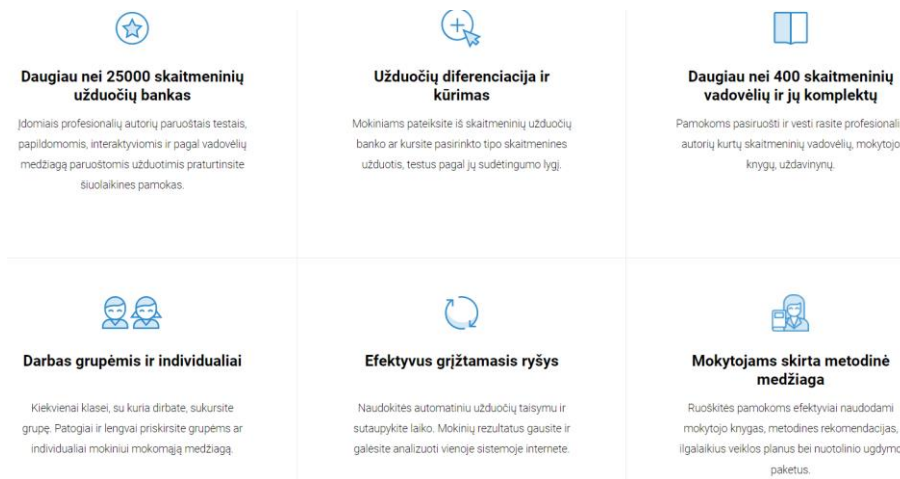 Daugiau nei 25000 skaitmeninių
užduočių bankas
Įdomiais profesionalių autorių paruoštais testais,
papildomomis, interaktyviomis ir pagal vadovėlių
medžiagą paruoštomis užduotimis praturtinsite
šiuolaikines pamokas.
Užduočių diferenciacija ir
kūrimas
Mokiniams pateiksite iš skaitmeninių užduočių
banko ar kursite pasirinkto tipo skaitmenines
užduotis, testus pagal jų sudėtingumo lygį.
Daugiau nei 400 skaitmeninių
vadovėlių ir jų komplektų
Pamokoms pasiruošti ir vesti rasite profesionali
autorių kurtų skaitmeninių vadovėlių, mokytojo
knygų, uždavinynų.
Darbas grupėmis ir individualiai
Kiekvienai klasei, su kuria dirbate, sukursite
grupę. Patogiai ir lengvai priskirsite grupėms ar
individualiai mokiniui mokomąją medžiagą.
Efektyvus grįžtamasis ryšys
Naudokitės automatiniu užduočių taisymu ir
sutaupykite laiko. Mokinių rezultatus gausite ir
galėsite analizuoti vienoje sistemoje internete.
Mokytojams skirta metodinė
medžiaga
Ruoškitės pamokoms efektyviai naudodami
mokytojo knygas, metodines rekomendacijas,
ilgalaikius veiklos planus bei nuotolinio ugdymo
paketus.